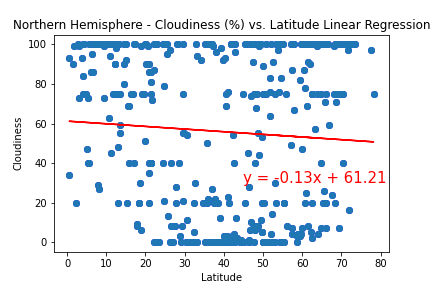 Northern Hemisphere - Cloudiness (%) vs. Latitude Linear Regression
100
80
60
40
20
0
Cloudiness
y = -0.13x + 61.21
0 10 20 30 40 50 60 70 80
Latitude